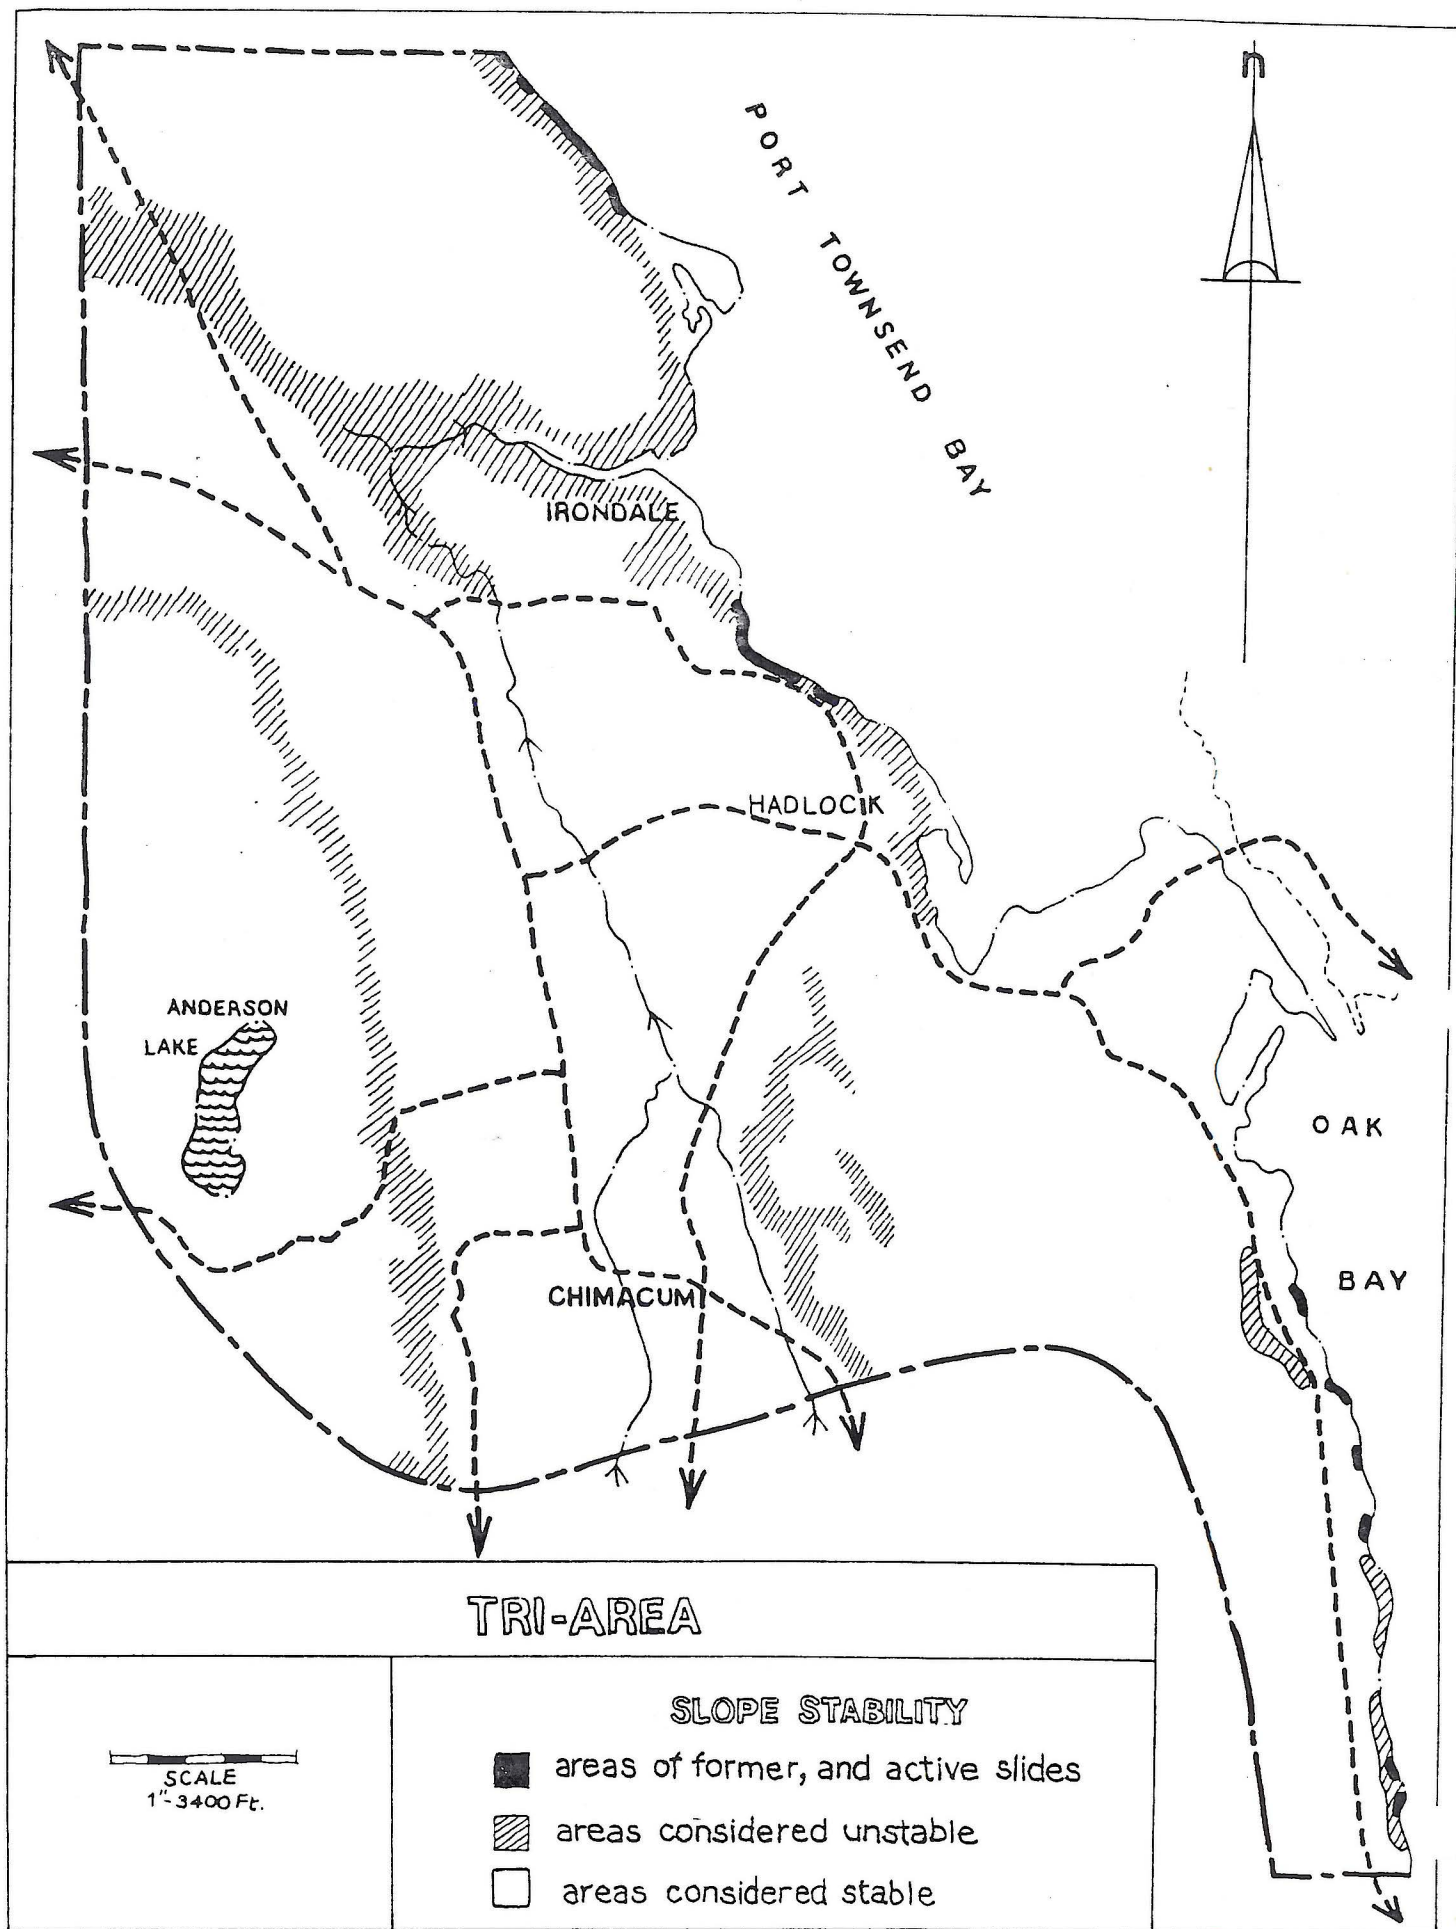 n
PORT TOWNSEND BAY
IRONDALE
HADLOCK
ANDERSON
LAKE
OAK
BAY
CHIMACUM
TRI-AREA
SCALE
1"-3400 Ft.
SLOPE STABILITY
areas of former, and active slides
areas considered unstable
areas considered stable